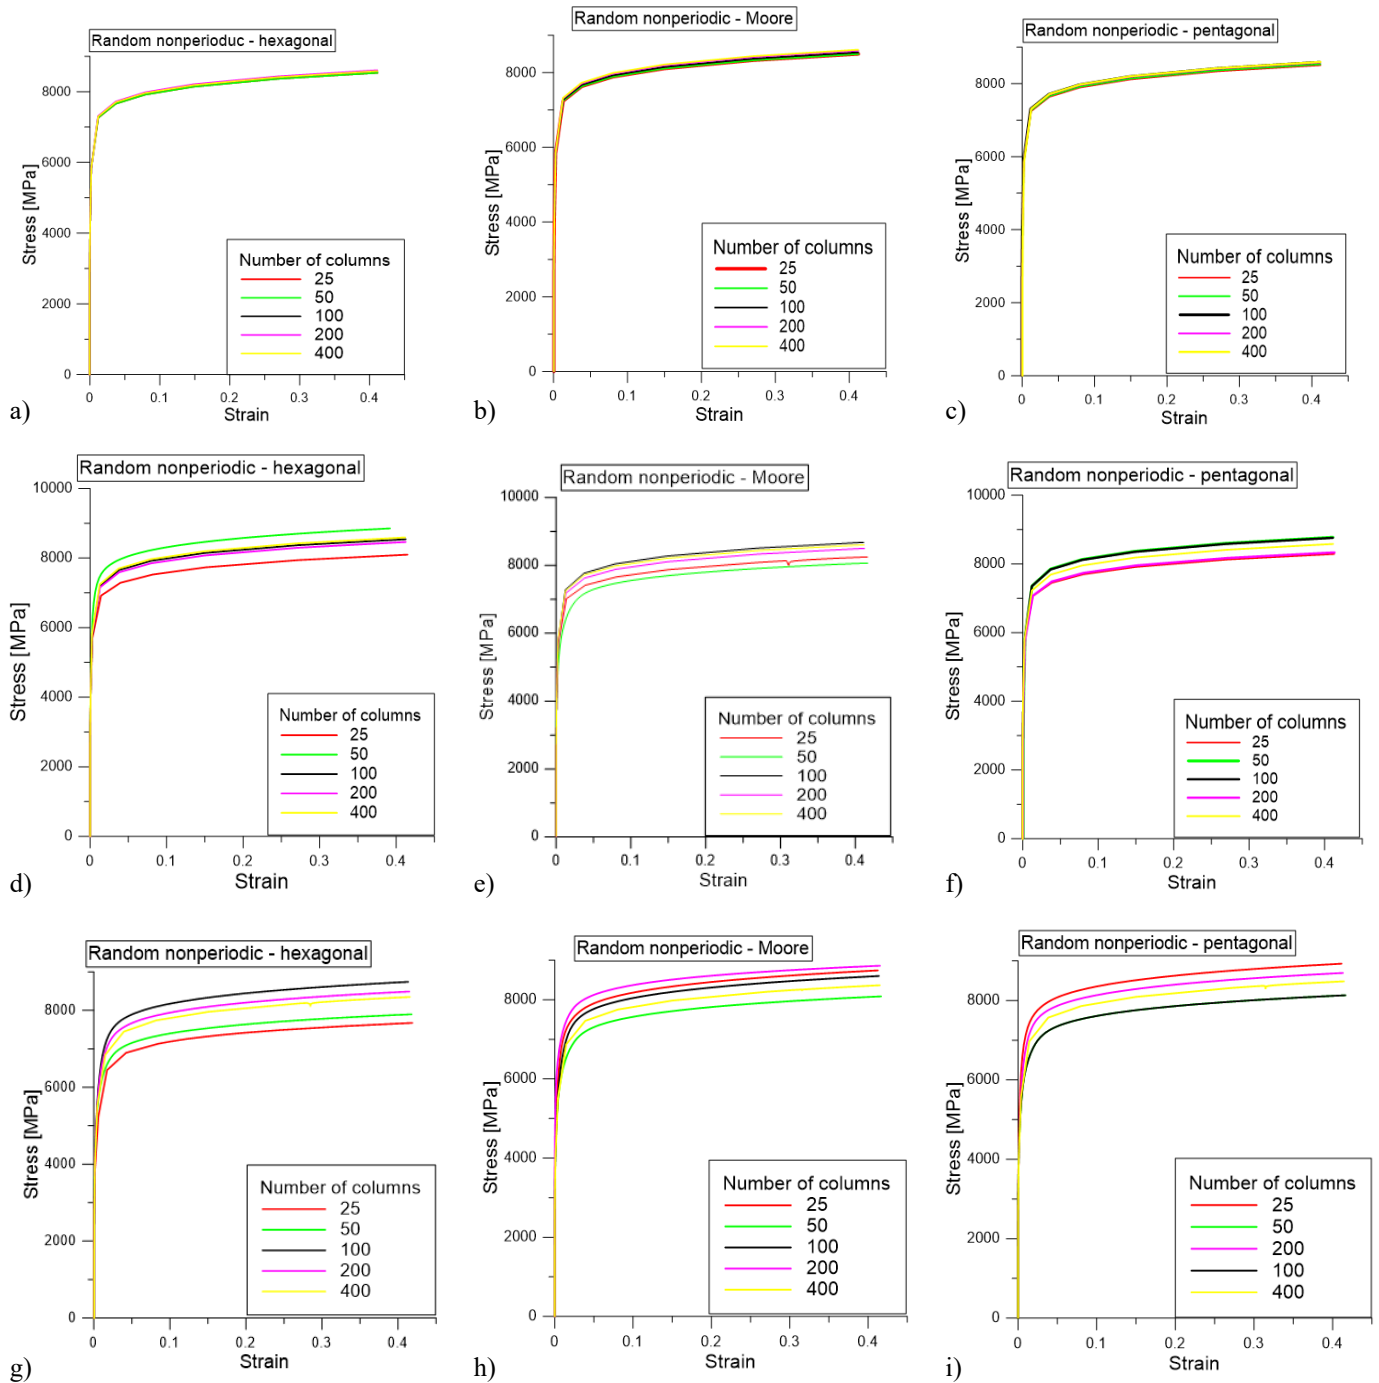 Random nonperioduc - hexagonal
8000
6000
4000
2000
0
Stress [MPa]
0 0.1 0.2 0.3 0.4
Strain
Number of columns
25
50
100
200
400
a)
Random nonperiodic - Moore
8000
6000
4000
2000
0
Stress [MPa]
0 0.1 0.2 0.3 0.4
Strain
Number of columns
25
50
100
200
400
b)
Random nonperiodic - pentagonal
8000
6000
4000
2000
0
Stress [MPa]
0 0.1 0.2 0.3 0.4
Strain
Number of columns
25
50
100
200
400
c)
Random nonperiodic - hexagonal
10000
8000
6000
4000
2000
0
Stress [MPa]
0 0.1 0.2 0.3 0.4
Strain
Number of columns
25
50
100
200
400
d)
Random nonperiodic - Moore
10000
8000
6000
4000
2000
0
Stress [MPa]
0 0.1 0.2 0.3 0.4
Strain
Number of columns
25
50
100
200
400
e)
Random nonperiodic - pentagonal
10000
8000
6000
4000
2000
0
Stress [MPa]
0 0.1 0.2 0.3 0.4
Strain
Number of columns
25
50
100
200
400
f)
Random nonperiodic - hexagonal
8000
6000
4000
2000
0
Stress [MPa]
0 0.1 0.2 0.3 0.4
Strain
Number of columns
25
50
100
200
400
g)
Random nonperiodic - Moore
8000
6000
4000
2000
0
Stress [MPa]
0 0.1 0.2 0.3 0.4
Strain
Number of columns
25
50
100
200
400
h)
Random nonperiodic - pentagonal
8000
6000
4000
2000
0
Stress [MPa]
0 0.1 0.2 0.3 0.4
Strain
Number of columns
25
50
200
100
400
i)